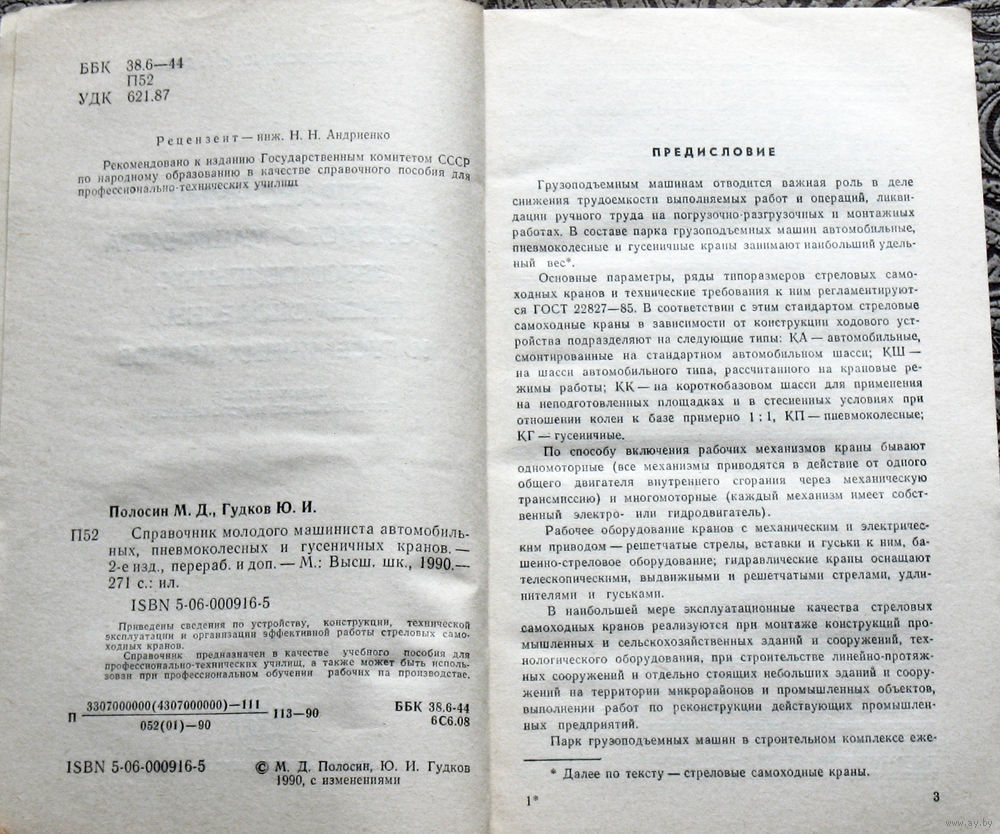 ББК 38.6—44
П52
УДК 621.87
Рецензент — инж. Н. Н. Андриенко
Рекомендовано к изданию Государственным комитетом СССР
по народному образованию в качестве справочного пособия для
профессионально-технических училищ
Полосин М. Д., Гудков Ю. И.
П52 Справочник молодого машиниста автомобиль-
ных, пневмоколесных и гусеничных кранов. —
2-е изд., перераб. и доп. — М.: Высш. шк., 1990.—
271 с.: ил.
ISBN 5-06-000916-5
Приведены сведения по устройству, конструкции, технической
эксплуатации и организации эффективной работы стреловых само-
ходных кранов.
Справочник предназначен в качестве учебного пособия для
профессионально-технических училищ, а также может быть исполь-
зован при профессиональном обучении рабочих на производстве.
П 3307000000(4307000000)—111
052(01)—90
113—90
ББК 38.6-44
6С6.08
ISBN 5-06-000916-5
© М. Д. Полосин, Ю. И. Гудков
1990, с изменениями
ПРЕДИСЛОВИЕ
Грузоподъемным машинам отводится важная роль в деле
снижения трудоемкости выполняемых работ и операций, ликви-
дации ручного труда на погрузочно-разгрузочных и монтажных
работах. В составе парка грузоподъемных машин автомобильные,
пневмоколесные и гусеничные краны занимают наибольший удель-
ный вес*.
Основные параметры, ряды типоразмеров стреловых само-
ходных кранов и технические требования к ним регламентируют-
ся ГОСТ 22827—85. В соответствии с этим стандартом стреловые
самоходные краны в зависимости от конструкции ходового уст-
ройства подразделяют на следующие типы: КА — автомобильные,
смонтированные на стандартном автомобильном шасси; КШ —
на шасси автомобильного типа, рассчитанного на крановые ре-
жимы работы; КК — на короткобазовом шасси для применения
на неподготовленных площадках и в стесненных условиях при
отношении колеи к базе примерно 1 : 1, КП — пневмоколесные;
КГ — гусеничные.
По способу включения рабочих механизмов краны бывают
одномоторные (все механизмы приводятся в действие от одного
общего двигателя внутреннего сгорания через механическую
трансмиссию) и многомоторные (каждый механизм имеет собст-
венный электро- или гидродвигатель).
Рабочее оборудование кранов с механическим и электричес-
ким приводом — решетчатые стрелы, вставки и гуськи к ним, ба-
шенно-стреловое оборудование; гидравлические краны оснащают
телескопическими, выдвижными и решетчатыми стрелами, удли-
нителями и гуськами.
В наибольшей мере эксплуатационные качества стреловых
самоходных кранов реализуются при монтаже конструкций про-
мышленных и сельскохозяйственных зданий и сооружений, тех-
нологического оборудования, при строительстве линейно-протяж-
ных сооружений и отдельно стоящих небольших зданий и соору-
жений на территории микрорайонов и промышленных объектов,
выполнении работ по реконструкции действующих промышлен-
ных предприятий.
Парк грузоподъемных машин в строительном комплексе еже-
* Далее по тексту — стреловые самоходные краны.
1*
3
www.ay.by